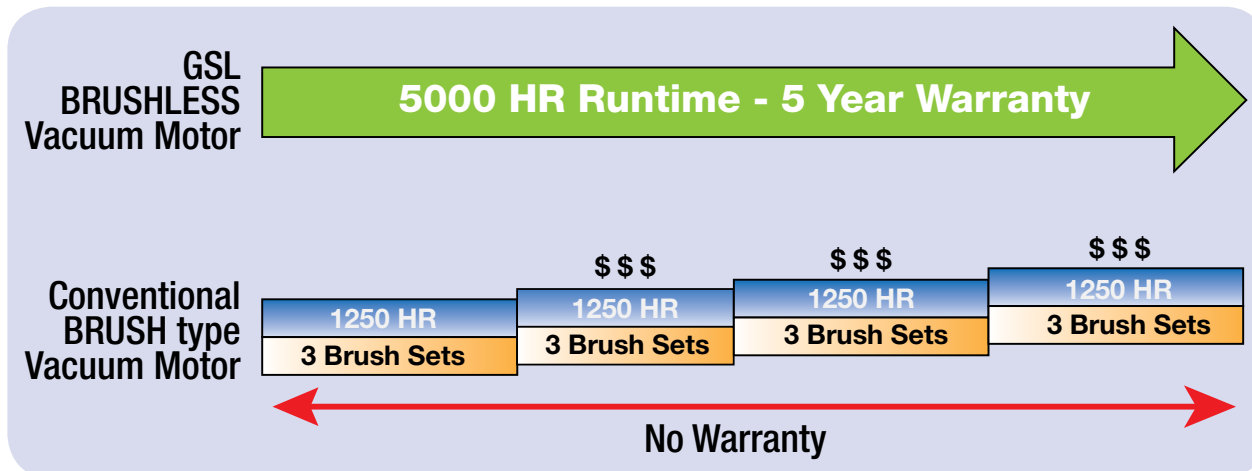 GSL
BRUSHLESS
Vacuum Motor
5000 HR Runtime - 5 Year Warranty
Conventional
BRUSH type
Vacuum Motor
$ $ $
$ $ $
$ $ $
1250 HR
1250 HR
1250 HR
1250 HR
3 Brush Sets
3 Brush Sets
3 Brush Sets
3 Brush Sets
No Warranty